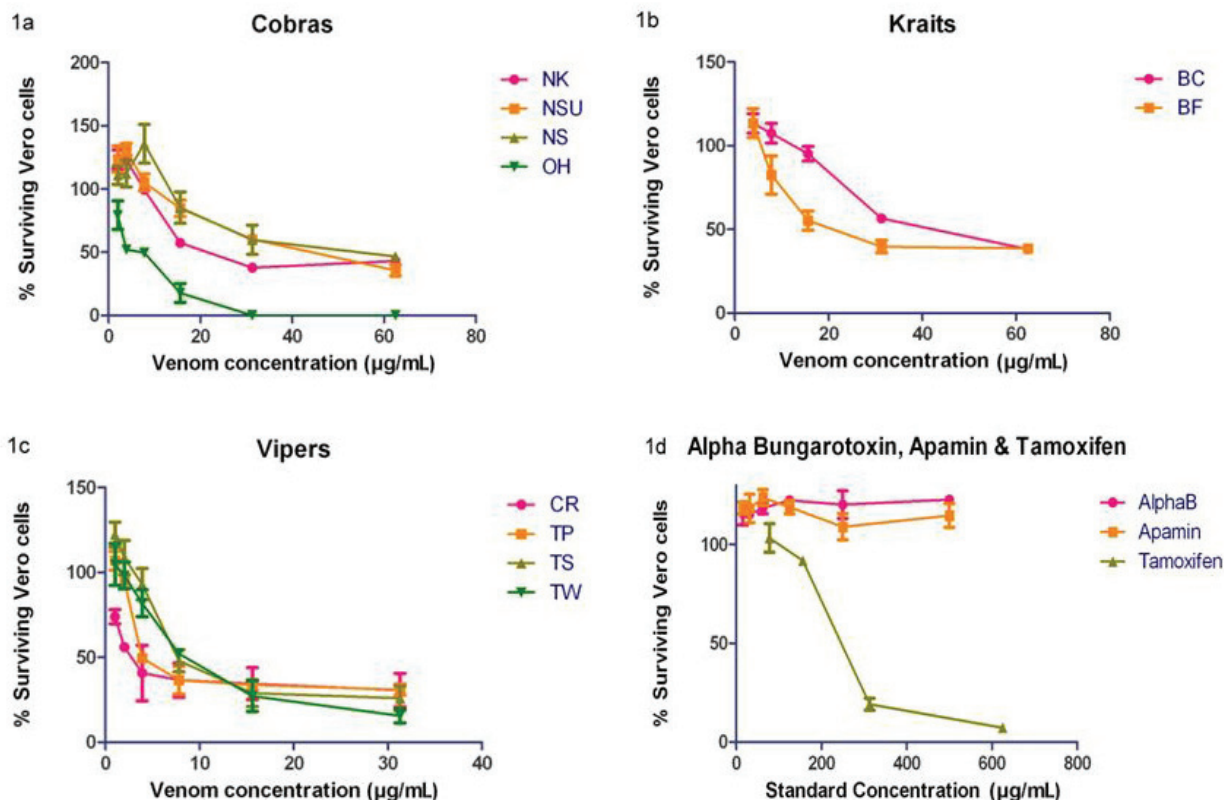 1a
Cobras
% Surviving Vero cells
200
150
100
50
0
0 20 40 60 80
Venom concentration (µg/mL)
NK
NSU
NS
OH
1b
Kraits
% Surviving Vero cells
150
100
50
0
0 20 40 60 80
Venom concentration (µg/mL)
BC
BF
1c
Vipers
% Surviving Vero cells
150
100
50
0
0 10 20 30 40
Venom concentration (µg/mL)
CR
TP
TS
TW
1d Alpha Bungarotoxin, Apamin & Tamoxifen
% Surviving Vero cells
100
50
0
0 200 400 600 800
Standard Concentration (µg/mL)
AlphaB
Apamin
Tamoxifen